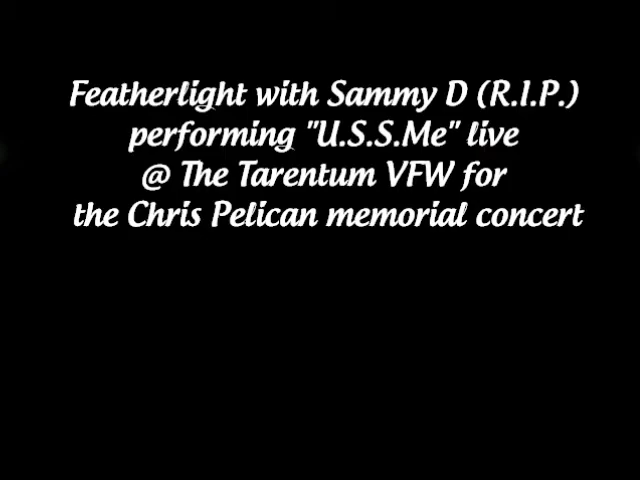 Featherlight with Sammy D (R.I.P.)
performing "U.S.S.Me" live
@ The Tarentum VFW for
the Chris Pelican memorial concert